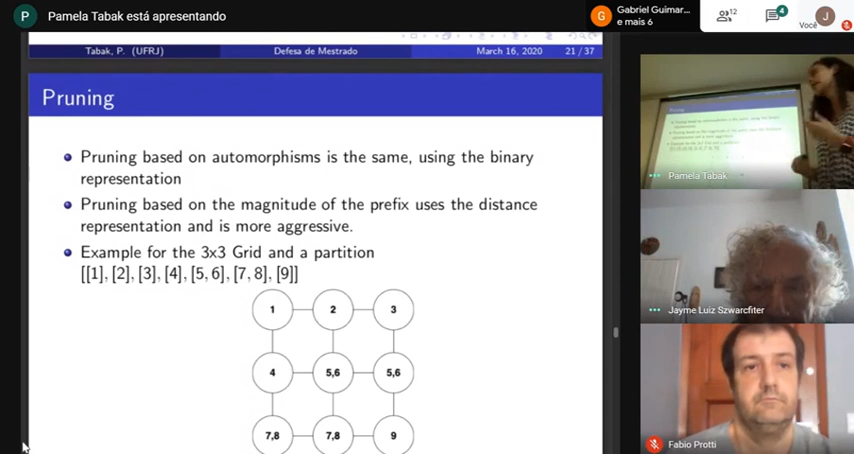 P Pamela Tabak está apresentando
G Gabriel Guimar...
e mais 6
12
4
Você
J
Tabak, P. (UFRJ) Defesa de Mestrado March 16, 2020 21 / 37
Pruning
Pruning based on automorphisms is the same, using the binary
representation
Pruning based on the magnitude of the prefix uses the distance
representation and is more aggressive.
Example for the 3x3 Grid and a partition
[[1], [2], [3], [4], [5, 6], [7, 8], [9]]
1 2 3
4 5,6 5,6
7,8 7,8 9
Pamela Tabak
Jayme Luiz Szwarcfiter
Fabio Protti